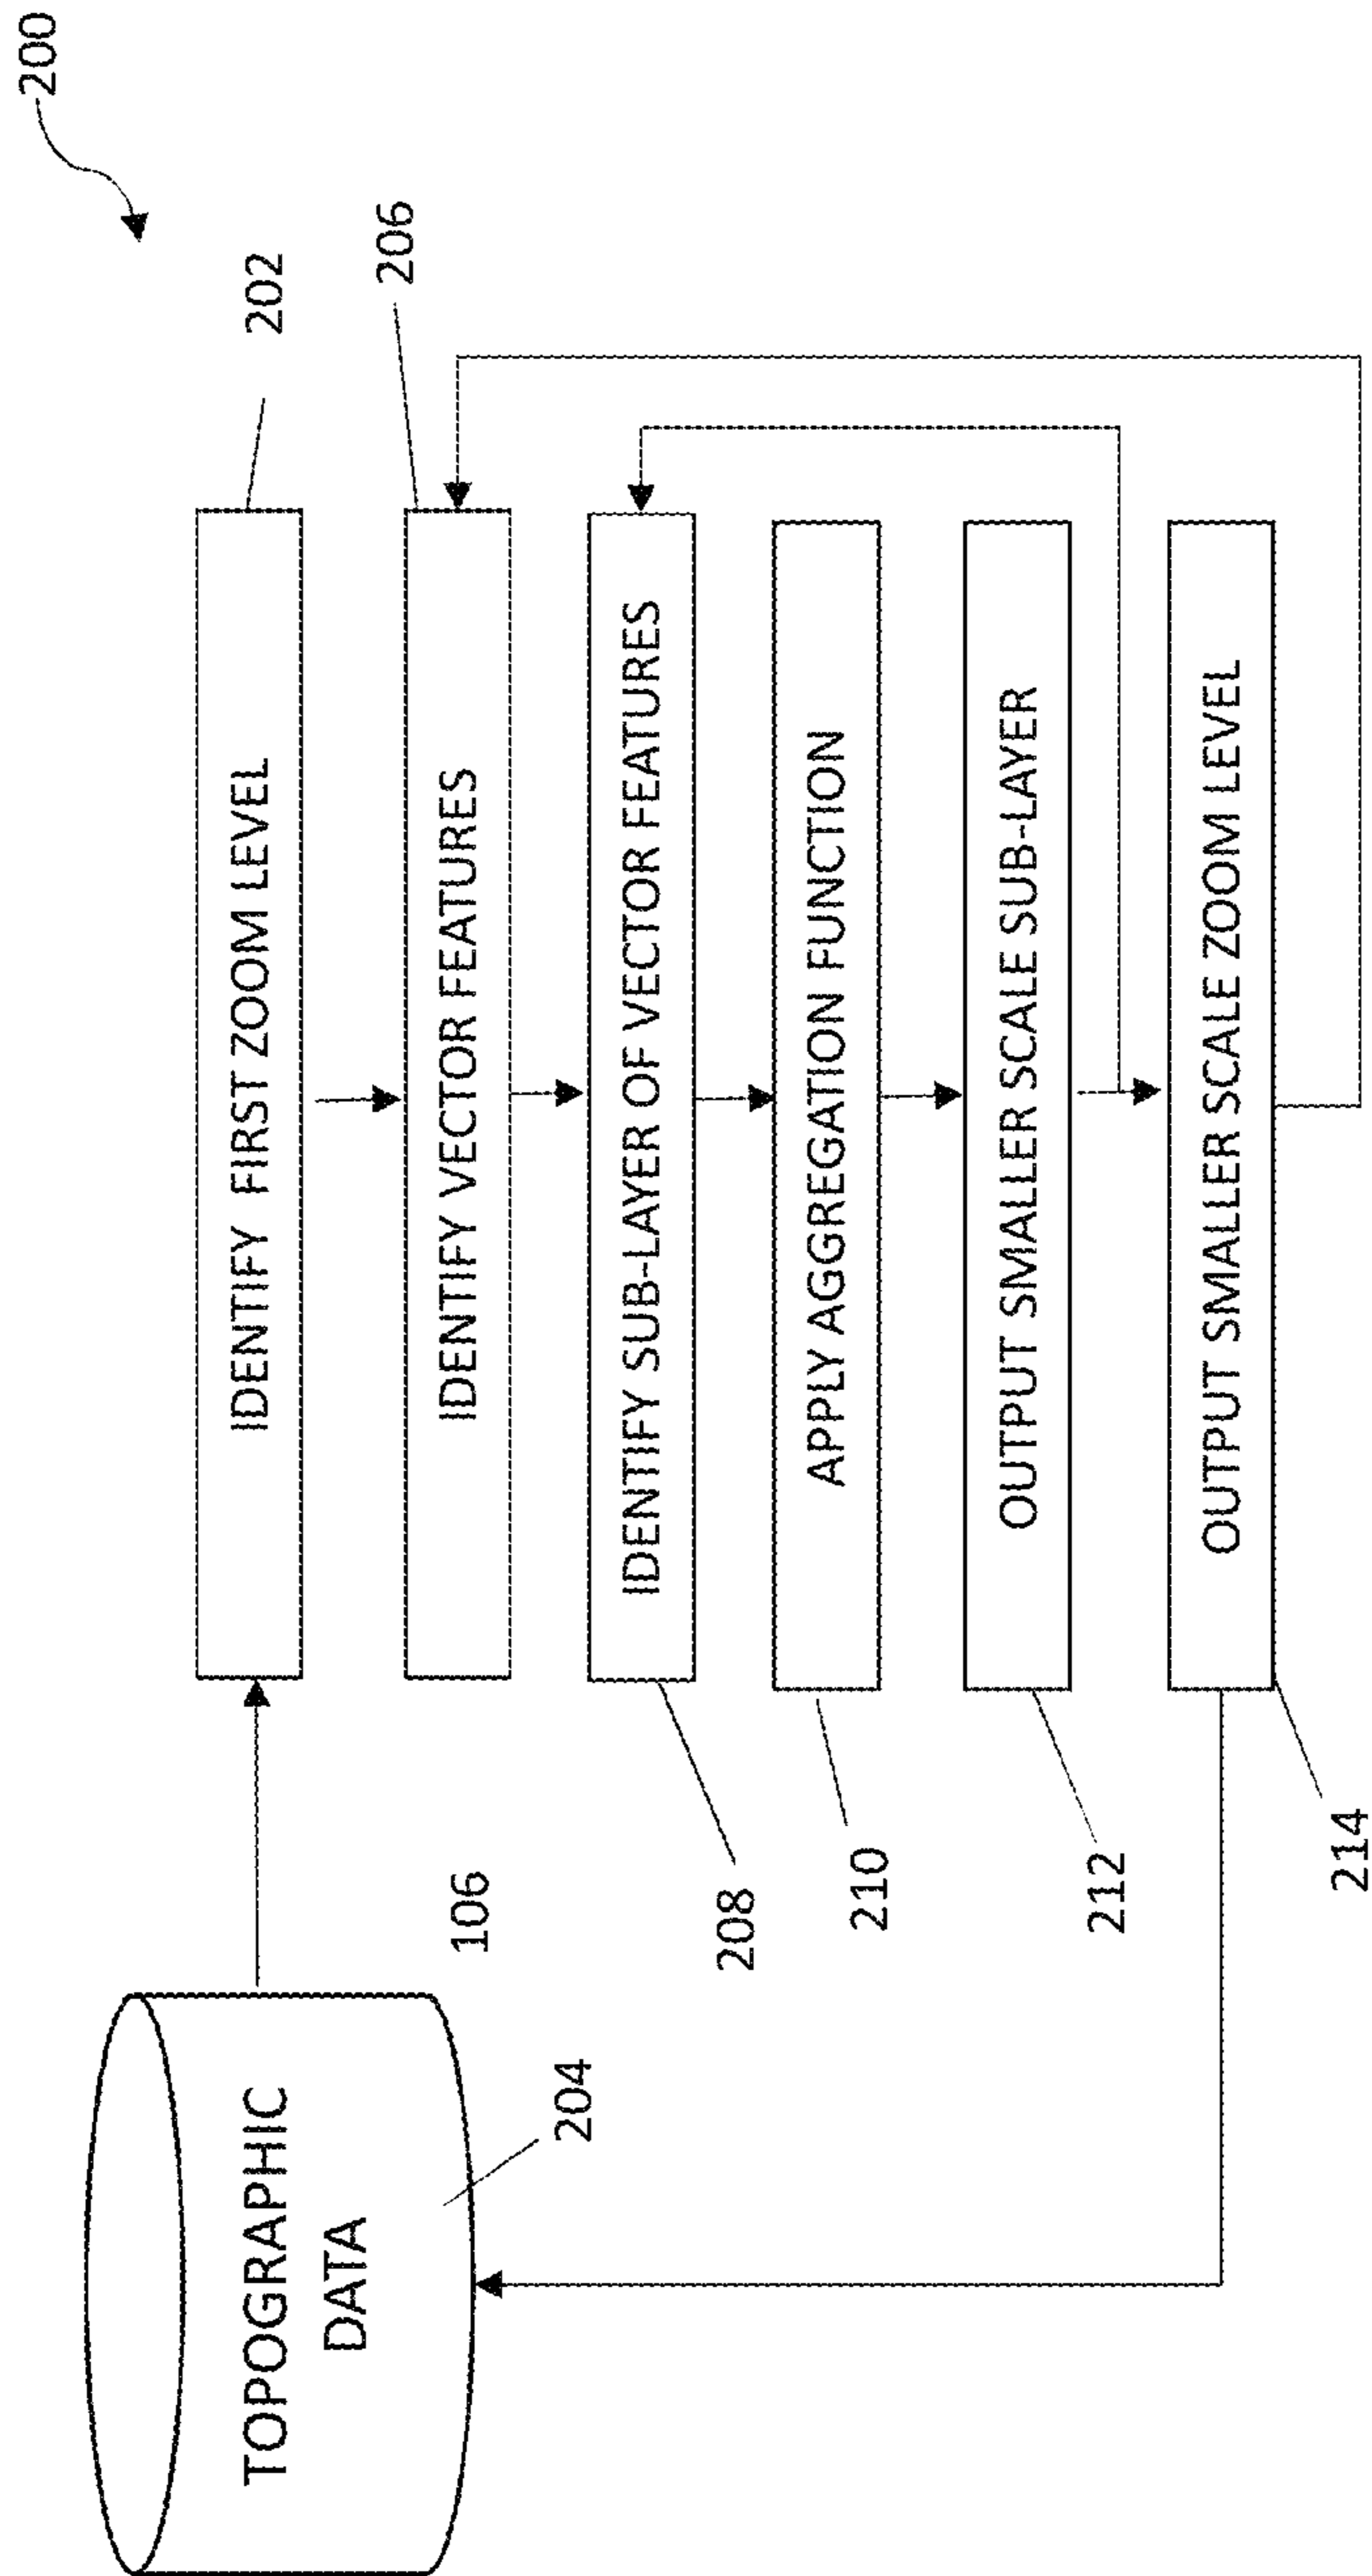 200
202
IDENTIFY FIRST ZOOM LEVEL
206
IDENTIFY VECTOR FEATURES
IDENTIFY SUB-LAYER OF VECTOR FEATURES
APPLY AGGREGATION FUNCTION
OUTPUT SMALLER SCALE SUB-LAYER
OUTPUT SMALLER SCALE ZOOM LEVEL
TOPOGRAPHIC
DATA
204
106
208
210
212
214